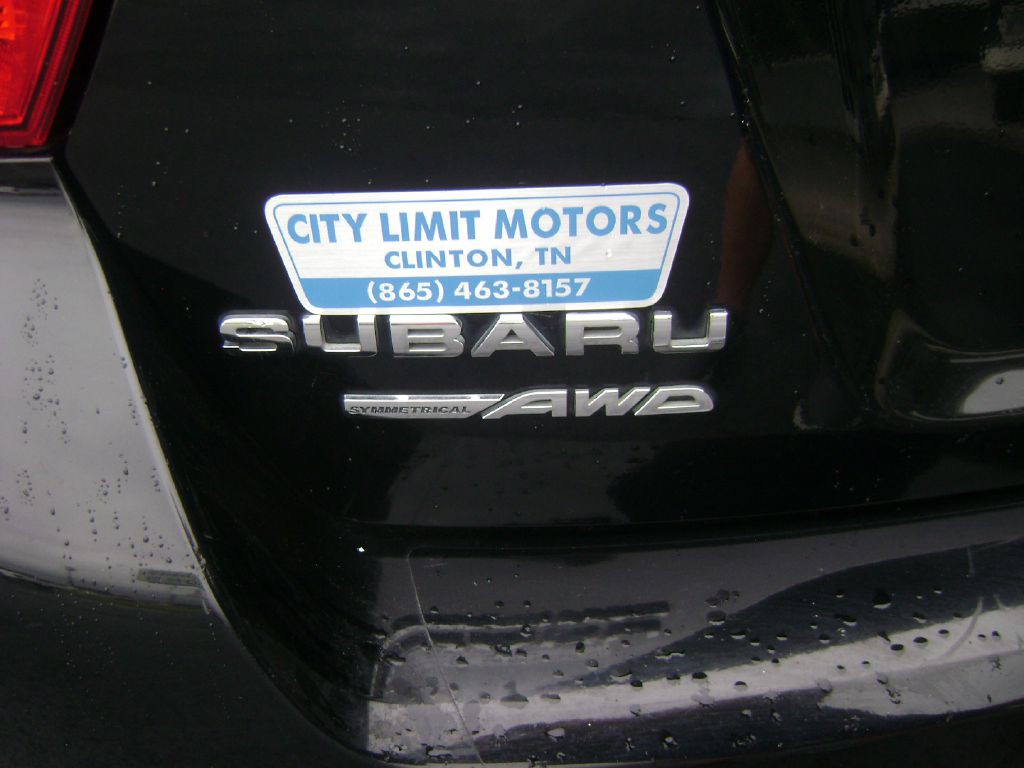 CITY LIMIT MOTORS
CLINTON, TN
(865) 463-8157
SUBARU
SYMMETRICAL AWD